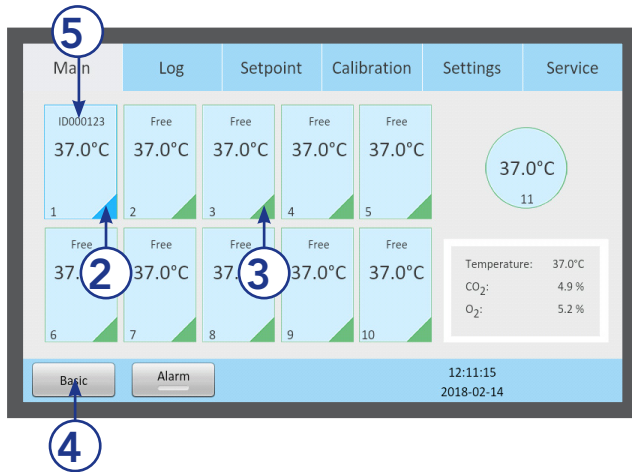 5
Main Log Setpoint Calibration Settings Service
ID000123 Free Free Free Free
37.0°C 37.0°C 37.0°C 37.0°C 37.0°C
1 2 3 4 5
37.0°C
11
2 3
Free Free Free Free Free
37. 37.0°C 37. 37.0°C 37.0°C
6 7 8 9 10
Temperature: 37.0°C
CO2: 4.9 %
O2: 5.2 %
Basic Alarm
12:11:15
2018-02-14
4